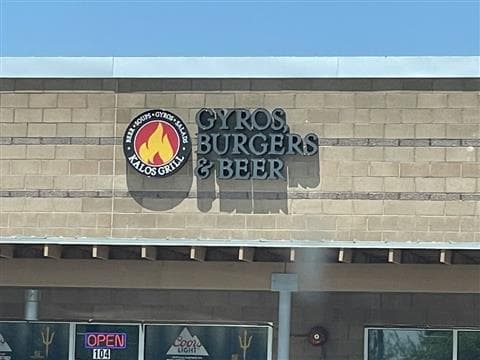 BEER • SOUPS • GYROS • SALADS
KALOS GRILL
GYROS,
BURGERS
& BEER
OPEN
104
Coors
LIGHT